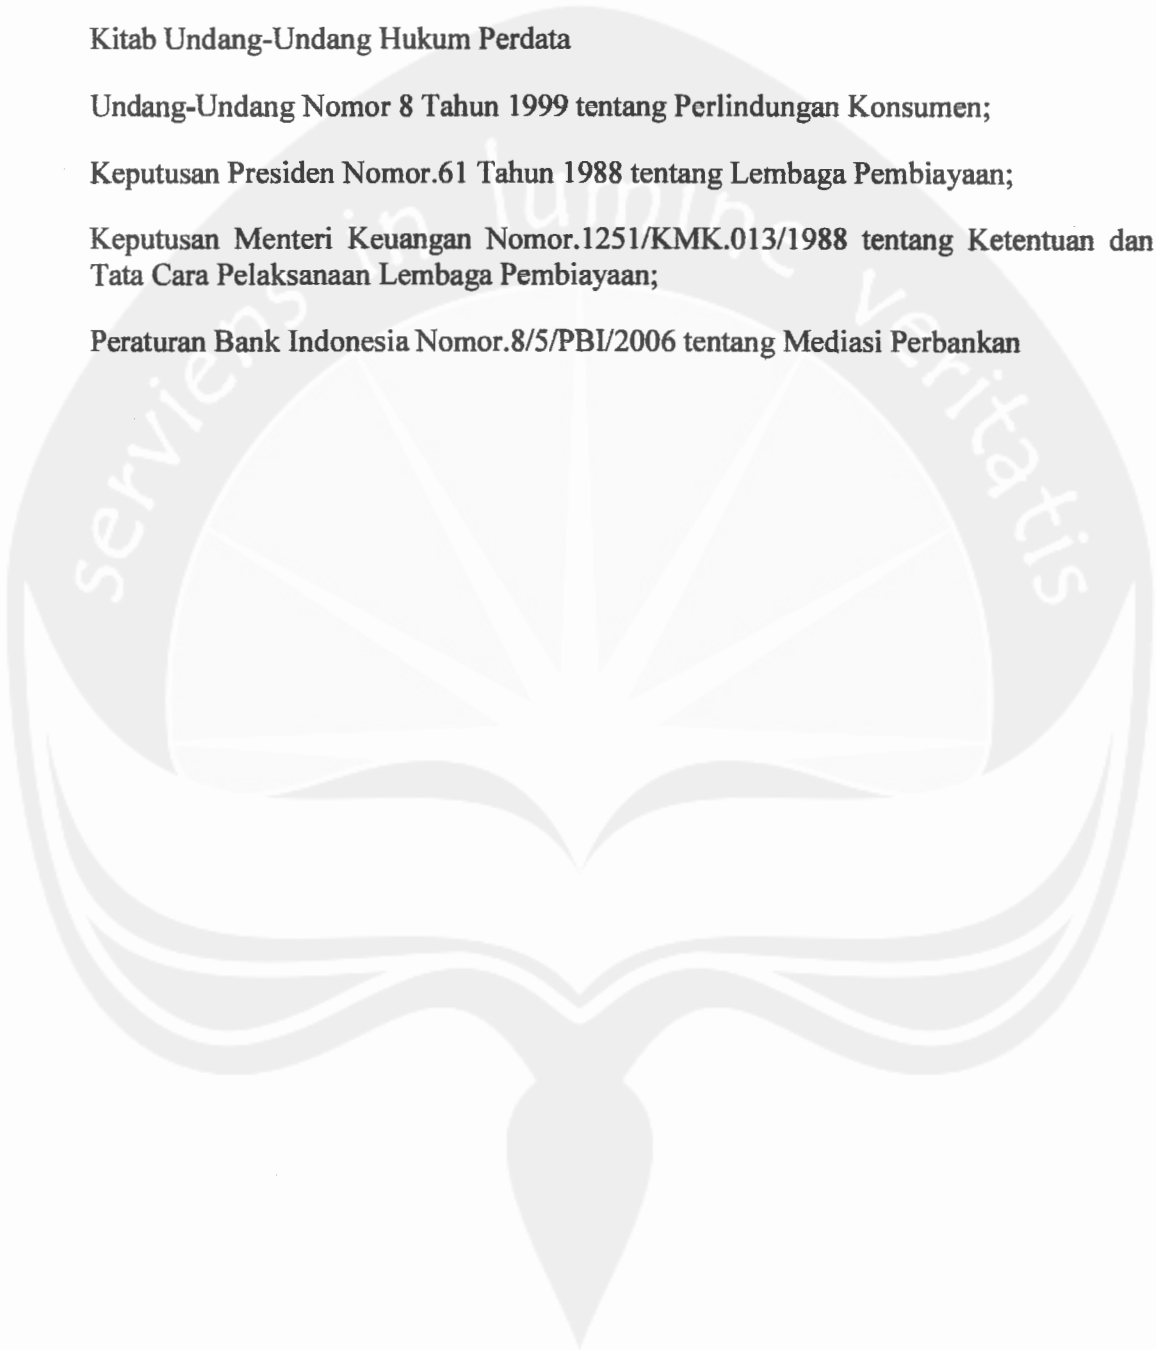 Kitab Undang-Undang Hukum Perdata
Undang-Undang Nomor 8 Tahun 1999 tentang Perlindungan Konsumen;
Keputusan Presiden Nomor.61 Tahun 1988 tentang Lembaga Pembiayaan;
Keputusan Menteri Keuangan Nomor.1251/KMK.013/1988 tentang Ketentuan dan
Tata Cara Pelaksanaan Lembaga Pembiayaan;
Peraturan Bank Indonesia Nomor.8/5/PBI/2006 tentang Mediasi Perbankan
serviens in lumine veritatis